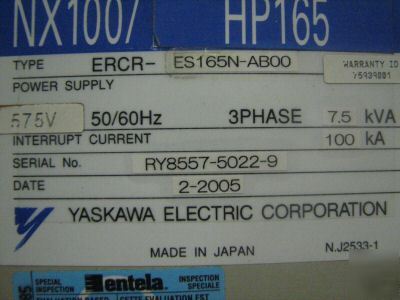 NX100/ HP165
TYPE ERCR- ES165N-AB00
WARRANTY ID
Y5939001
POWER SUPPLY
575V 50/60Hz 3PHASE 7.5 kVA
INTERRUPT CURRENT 100 kA
SERIAL No. RY8557-5022-9
DATE 2-2005
YASKAWA ELECTRIC CORPORATION
MADE IN JAPAN N.J2533-1
SPECIAL INSPECTION
entela
INSPECTION SPECIALE